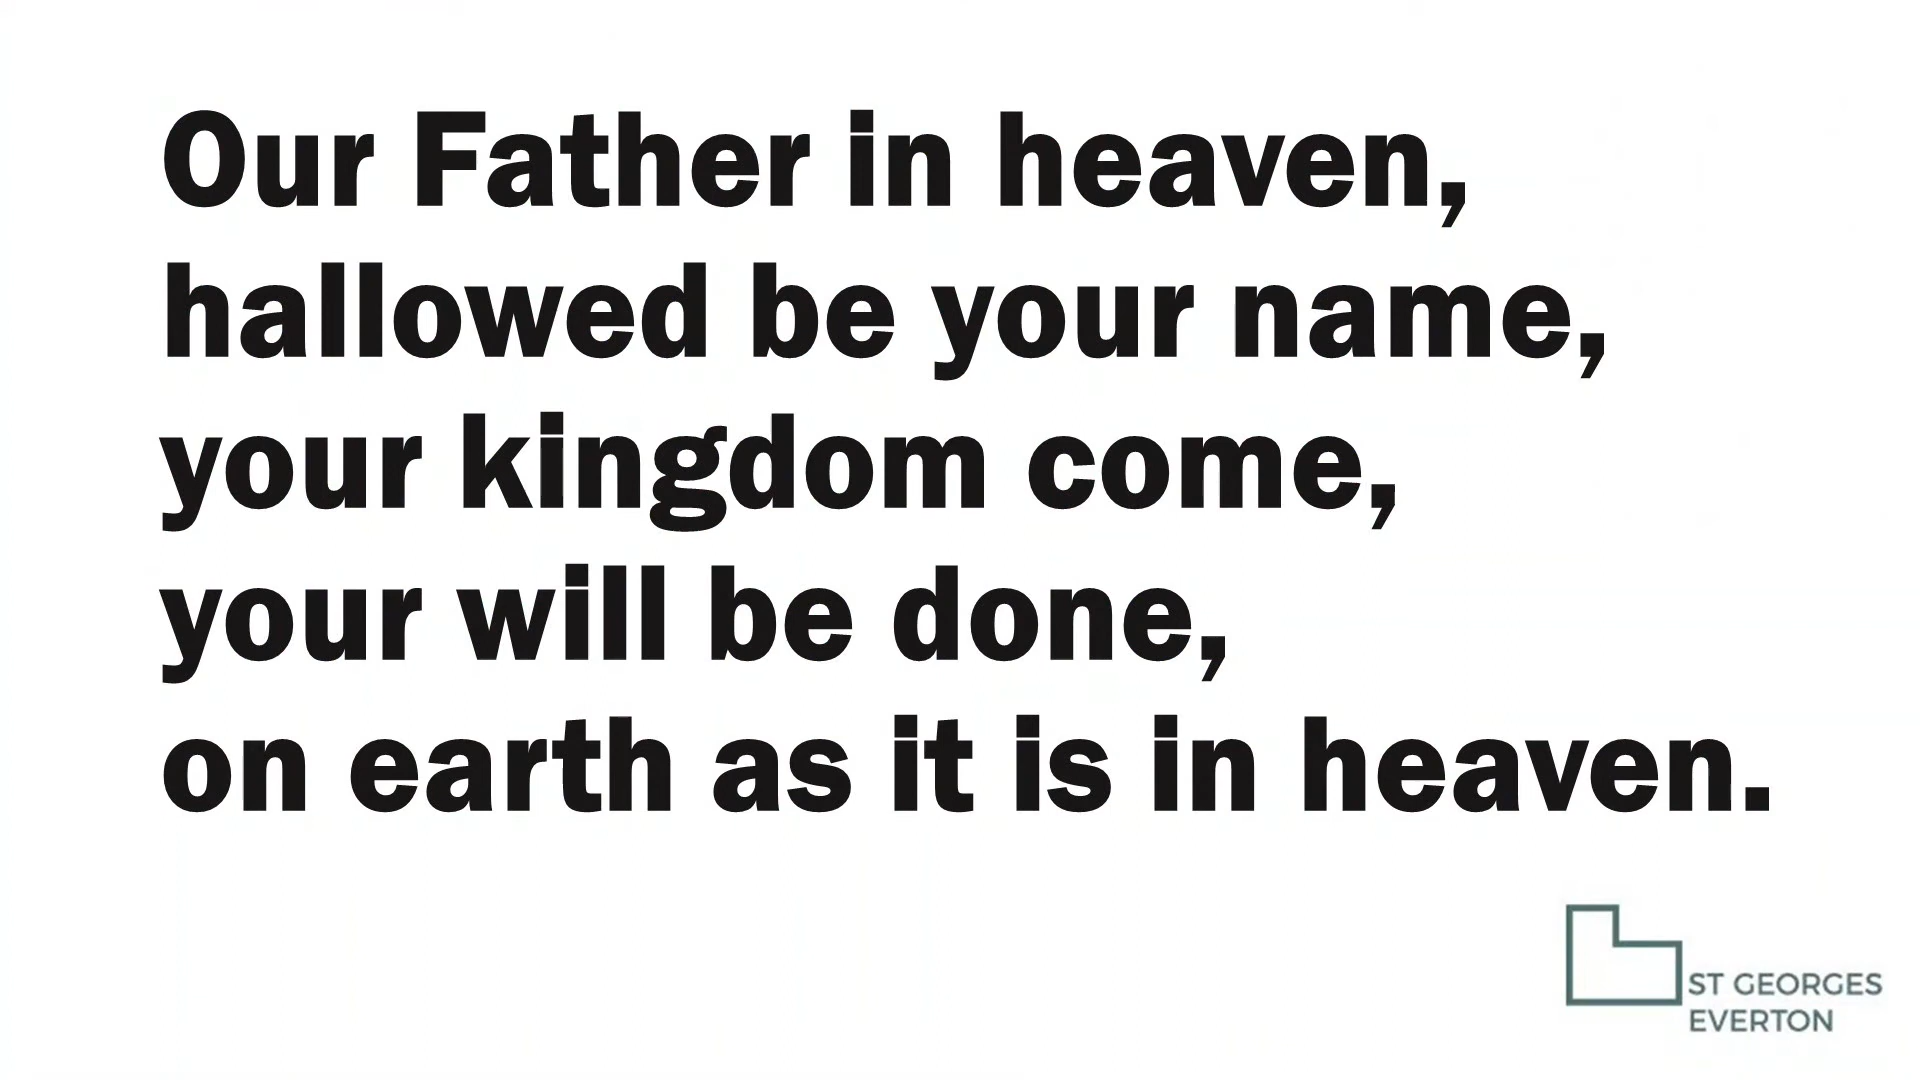 Our Father in heaven,
hallowed be your name,
your kingdom come,
your will be done,
on earth as it is in heaven.
ST GEORGES
EVERTON